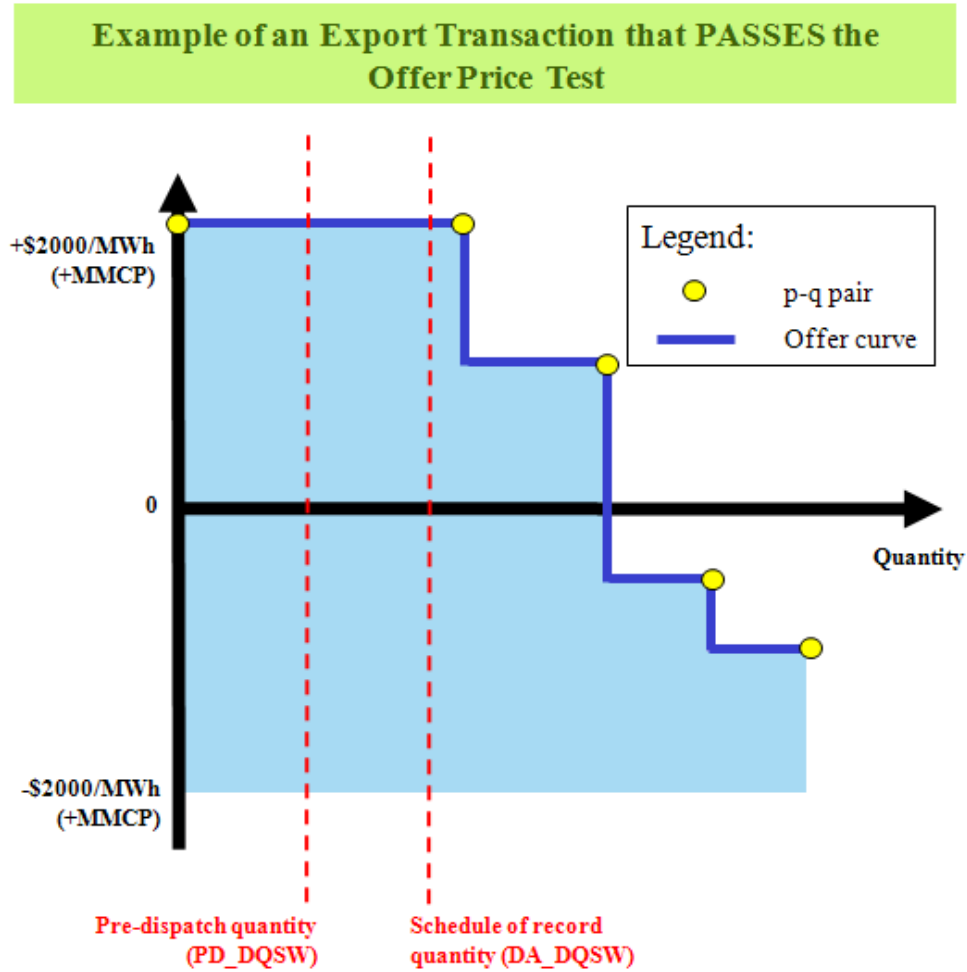 Example of an Export Transaction that PASSES the
Offer Price Test
+$2000/MWh
(+MMCP)
Legend:
p-q pair
Offer curve
0
Quantity
-$2000/MWh
(+MMCP)
Pre-dispatch quantity
(PD_DQSW)
Schedule of record
quantity (DA_DQSW)